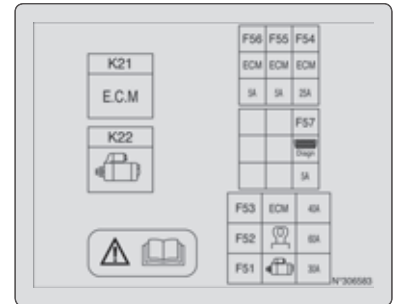 F56 F55 F54
K21 ECM ECM ECM
E.C.M 5A 5A 25A
F57
K22
Diagn
5A
F53 ECM 40A
F52 60A
F51 30A
N°306583